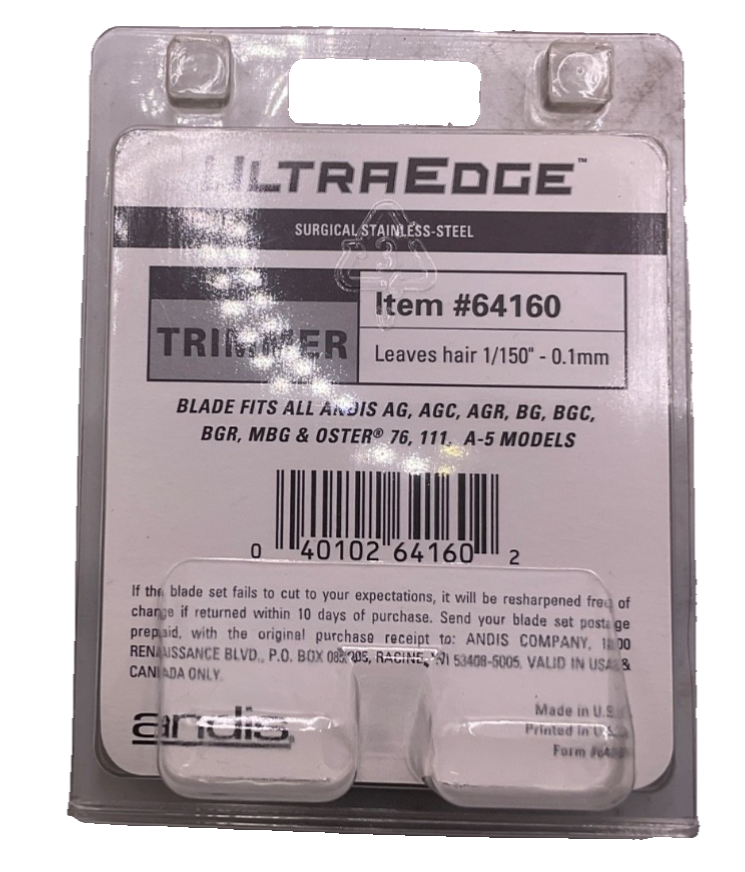 ULTRAEDGE™
SURGICAL STAINLESS-STEEL
3
TRIMMER
Item #64160
Leaves hair 1/150" - 0.1mm
BLADE FITS ALL ANDIS AG, AGC, AGR, BG, BGC,
BGR, MBG & OSTER® 76, 111, A-5 MODELS
0 40102 64160 2
If the blade set fails to cut to your expectations, it will be resharpened free of
charge if returned within 10 days of purchase. Send your blade set postage
prepaid, with the original purchase receipt to: ANDIS COMPANY,
RENAISSANCE BLVD., P.O. BOX RACINE, WI 53408-5005. VALID IN USA &
CANADA ONLY.
andis
Made in U.S.
Printed in
Form